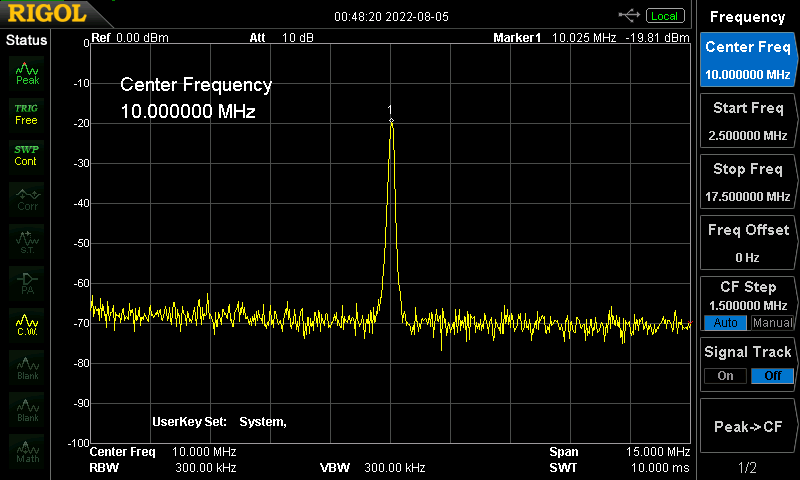 RIGOL
00:48:20 2022-08-05
Local
Status
Ref 0.00 dBm Att 10 dB Marker1 10.025 MHz -19.81 dBm
Center Frequency
10.000000 MHz
1
0
-10
-20
-30
-40
-50
-60
-70
-80
-90
-100
UserKey Set: System,
Center Freq 10.000 MHz Span 15.000 MHz
RBW 300.00 kHz VBW 300.00 kHz SWT 10.000 ms
Peak
TRIG
Free
SWP
Cont
Corr
S.T.
PA
C.W.
Blank
Blank
Math
Frequency
Center Freq
10.000000 MHz
Start Freq
2.500000 MHz
Stop Freq
17.500000 MHz
Freq Offset
0 Hz
CF Step
1.500000 MHz
Auto Manual
Signal Track
On Off
Peak->CF
1/2